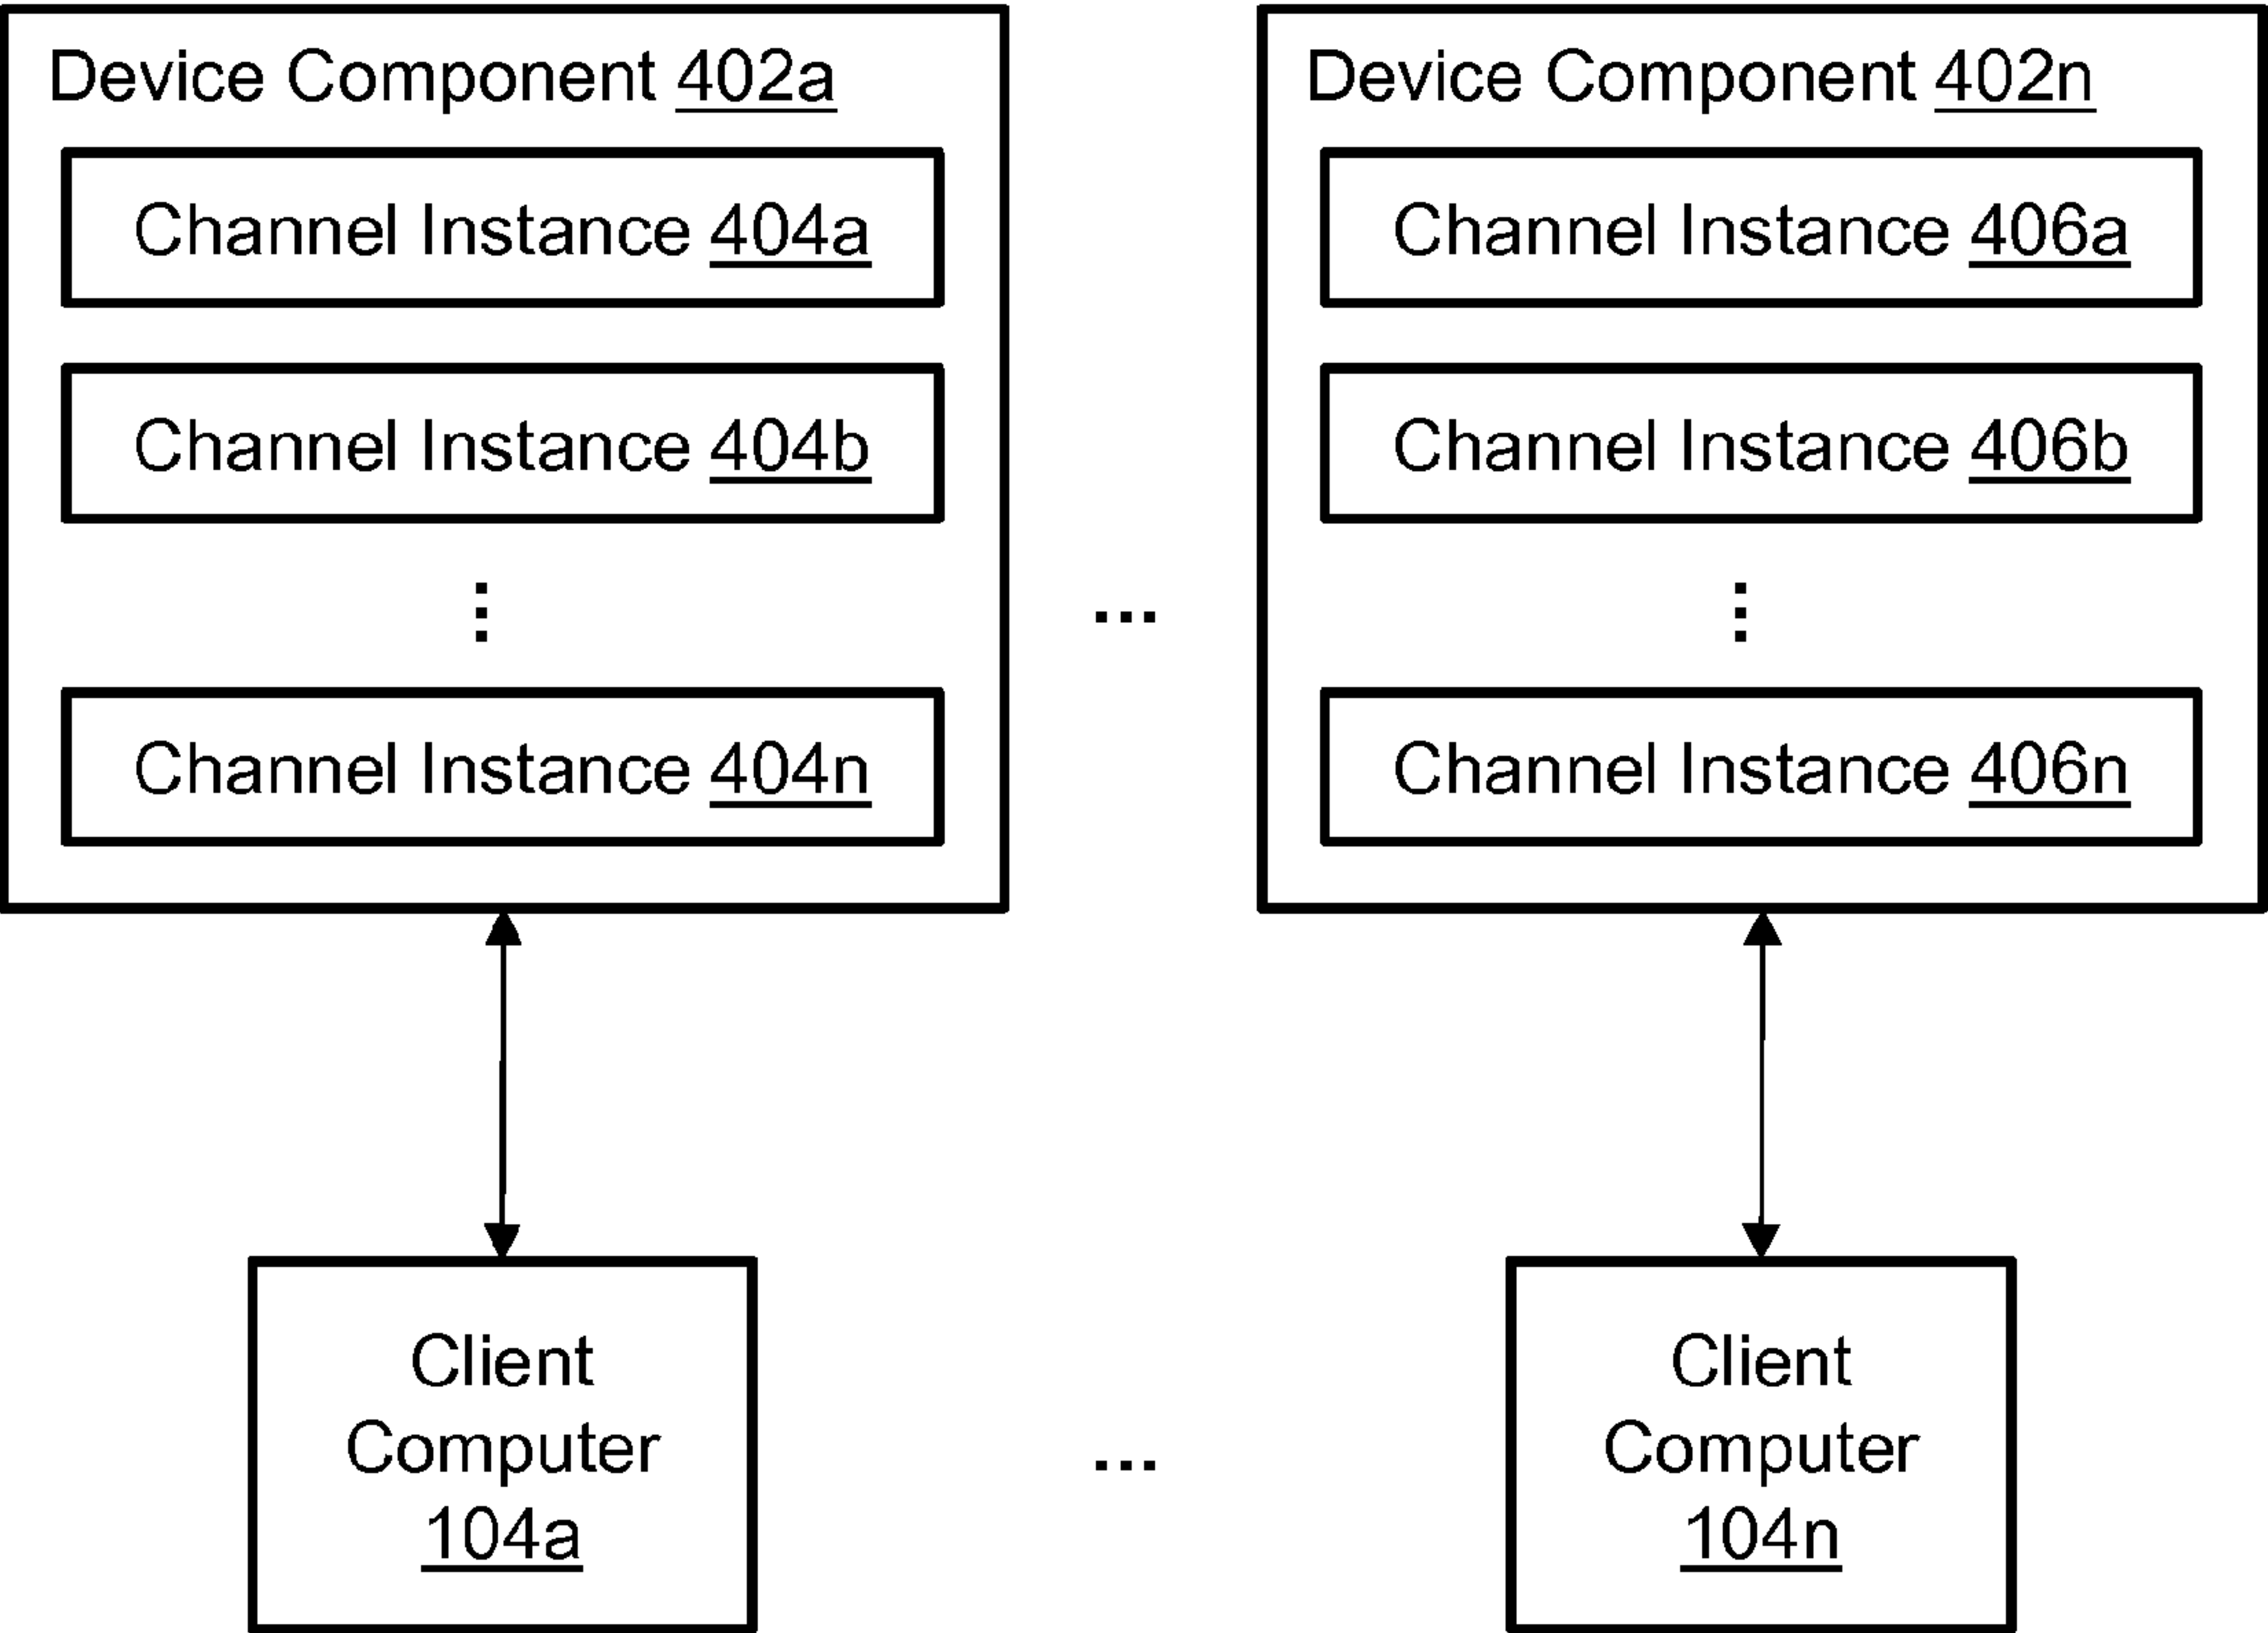 Device Component 402a
Channel Instance 404a
Channel Instance 404b
⋮
Channel Instance 404n
...
Device Component 402n
Channel Instance 406a
Channel Instance 406b
⋮
Channel Instance 406n
Client
Computer
104a
...
Client
Computer
104n